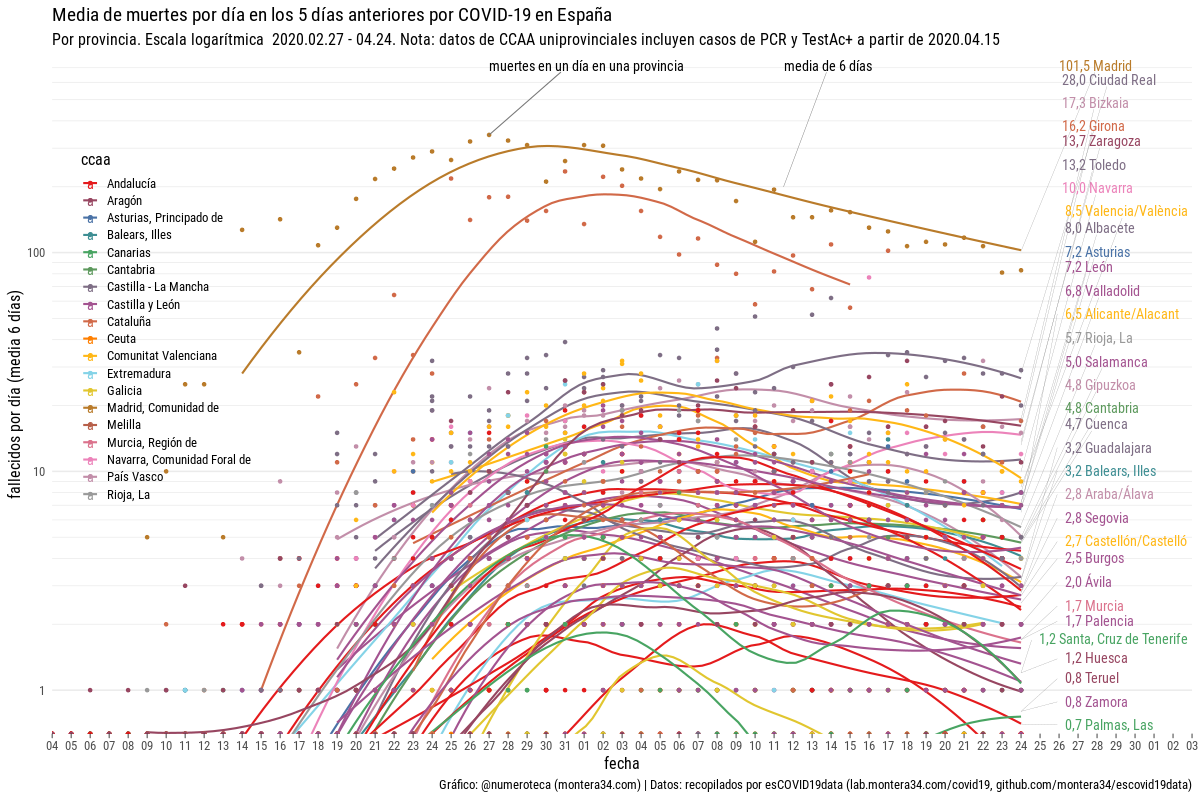 Media de muertes por día en los 5 días anteriores por COVID-19 en España
Por provincia. Escala logarítmica 2020.02.27 - 04.24. Nota: datos de CCAA uniprovinciales incluyen casos de PCR y TestAc+ a partir de 2020.04.15
muertes en un día en una provincia
media de 6 días
101,5 Madrid
28,0 Ciudad Real
17,3 Bizkaia
16,2 Girona
13,7 Zaragoza
13,2 Toledo
10,0 Navarra
8,5 Valencia/València
8,0 Albacete
7,2 Asturias
7,2 León
6,8 Valladolid
6,5 Alicante/Alacant
5,7 Rioja, La
5,0 Salamanca
4,8 Gipuzkoa
4,8 Cantabria
4,7 Cuenca
3,2 Guadalajara
3,2 Balears, Illes
2,8 Araba/Álava
2,8 Segovia
2,7 Castellón/Castelló
2,5 Burgos
2,0 Ávila
1,7 Murcia
1,7 Palencia
1,2 Santa, Cruz de Tenerife
1,2 Huesca
0,8 Teruel
0,8 Zamora
0,7 Palmas, Las
ccaa
Andalucía
Aragón
Asturias, Principado de
Balears, Illes
Canarias
Cantabria
Castilla - La Mancha
Castilla y León
Cataluña
Ceuta
Comunitat Valenciana
Extremadura
Galicia
Madrid, Comunidad de
Melilla
Murcia, Región de
Navarra, Comunidad Foral de
País Vasco
Rioja, La
fallecidos por día (media 6 días)
100
10
1
04 05 06 07 08 09 10 11 12 13 14 15 16 17 18 19 20 21 22 23 24 25 26 27 28 29 30 31 01 02 03 04 05 06 07 08 09 10 11 12 13 14 15 16 17 18 19 20 21 22 23 24 25 26 27 28 29 30 01 02 03
fecha
Gráfico: @numeroteca (montera34.com) | Datos: recopilados por esCOVID19data (lab.montera34.com/covid19, github.com/montera34/escovid19data)